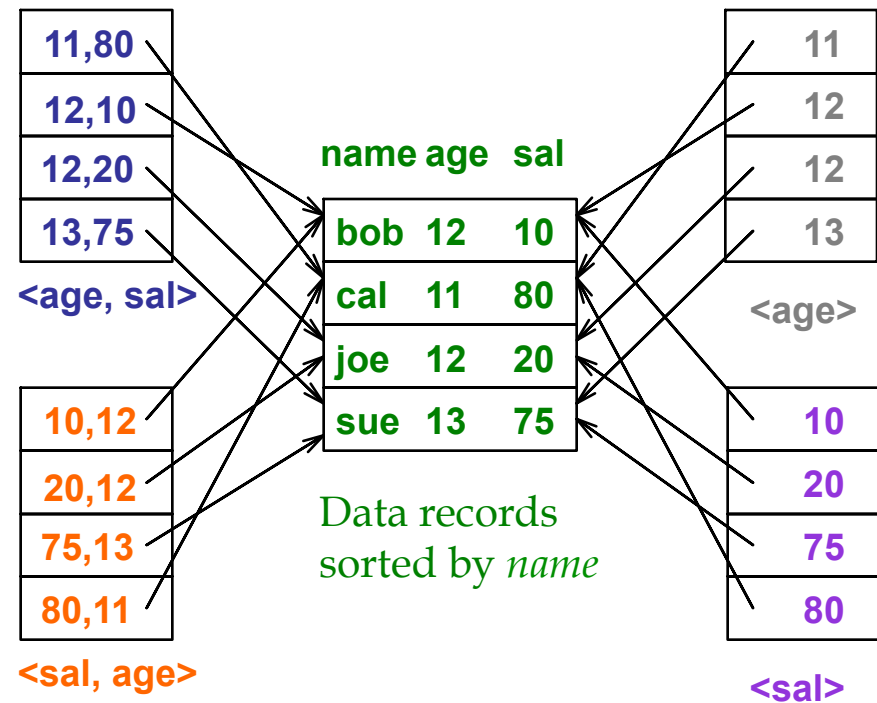 11,80
12,10
12,20
13,75
<age, sal>
10,12
20,12
75,13
80,11
<sal, age>
name age sal
bob 12 10
cal 11 80
joe 12 20
sue 13 75
Data records
sorted by name
11
12
12
13
<age>
10
20
75
80
<sal>